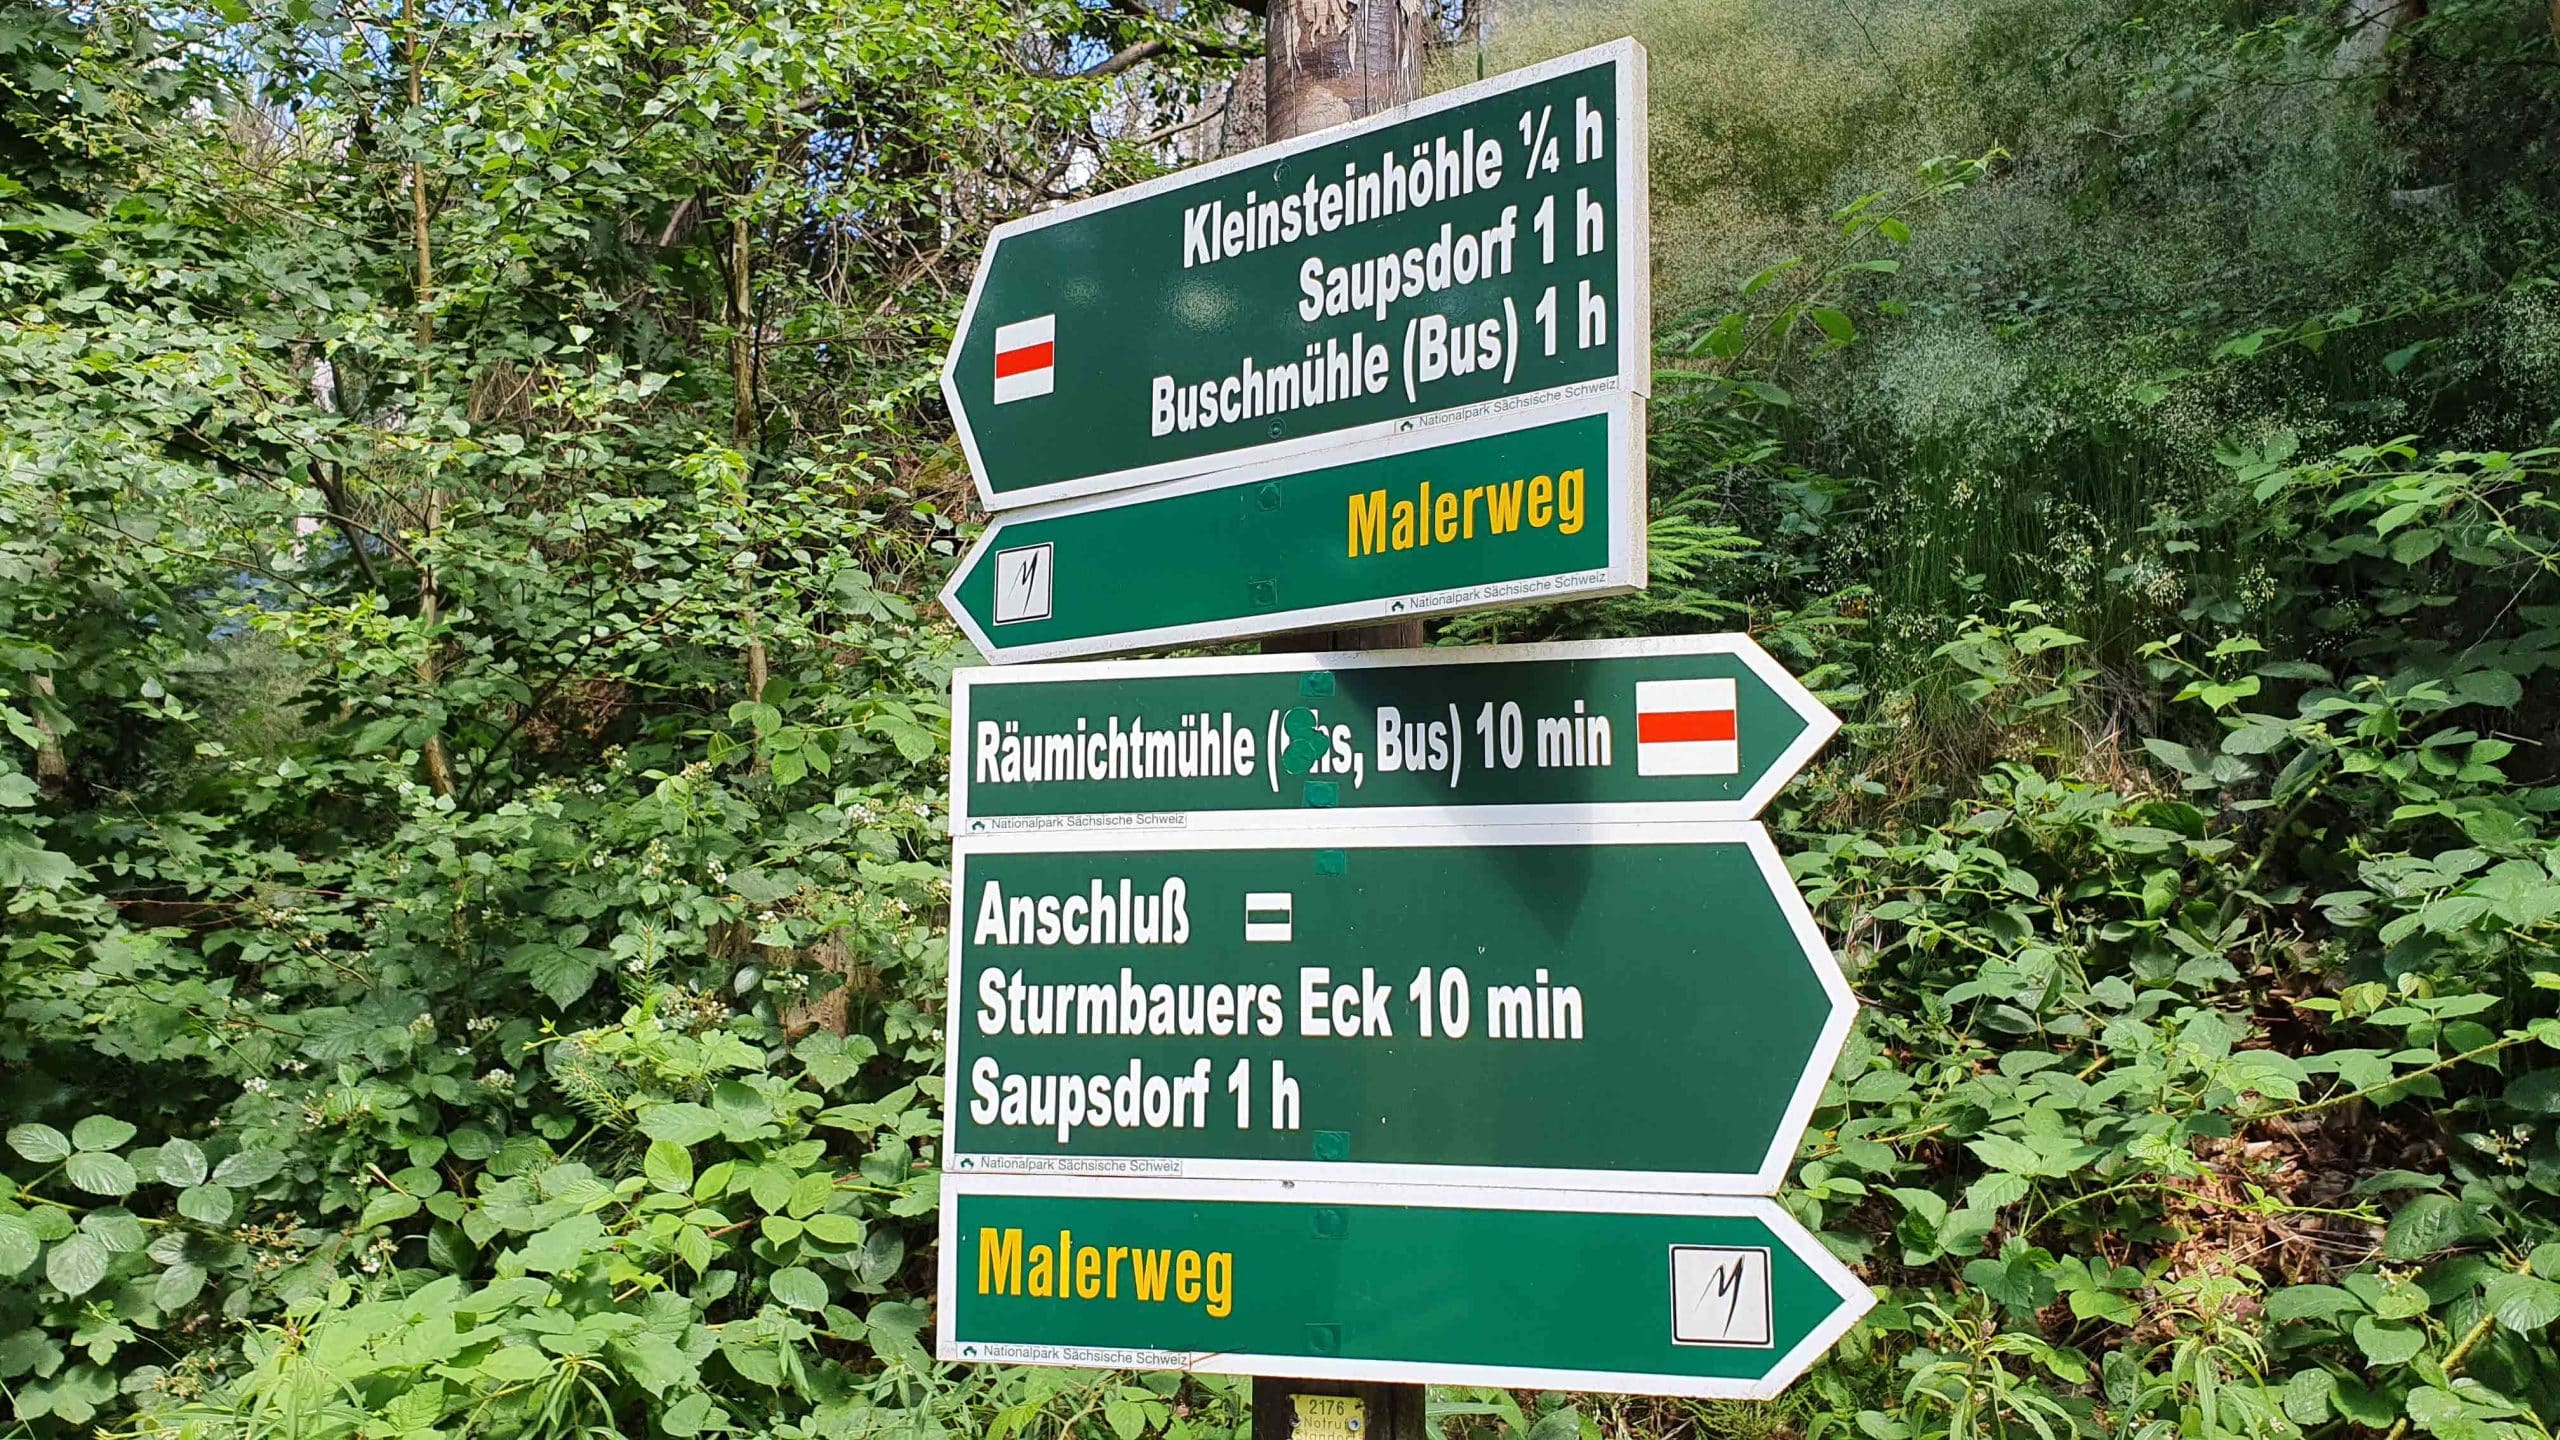 Kleinsteinhöhle ¼ h
Saupsdorf 1 h
Buschmühle (Bus) 1 h
Nationalpark Sächsische Schweiz
Malerweg
Nationalpark Sächsische Schweiz
Räumichtmühle ( Bus) 10 min
Nationalpark Sächsische Schweiz
Anschluß
Sturmbauers Eck 10 min
Saupsdorf 1 h
Nationalpark Sächsische Schweiz
Malerweg
Nationalpark Sächsische Schweiz
2176